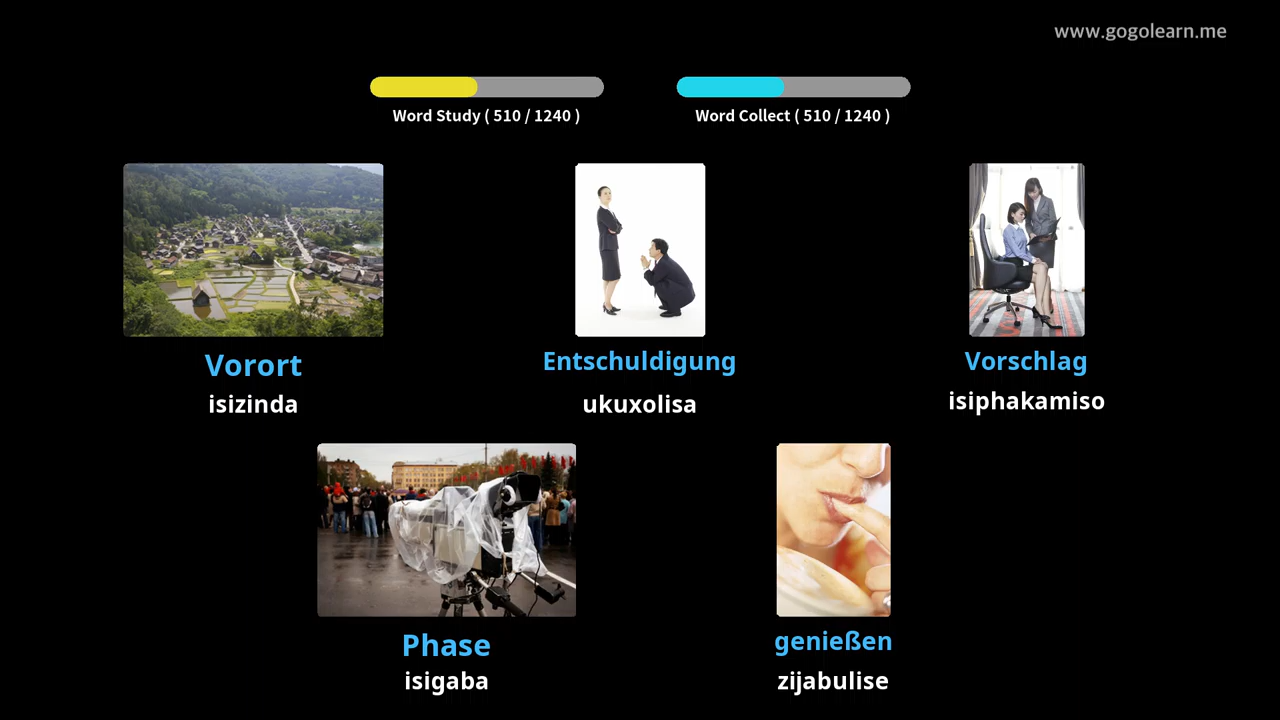 www.gogolearn.me
Word Study ( 510 / 1240 )
Word Collect ( 510 / 1240 )
Vorort
isizinda
Entschuldigung
ukuxolisa
Vorschlag
isiphakamiso
Phase
isigaba
genießen
zijabulise